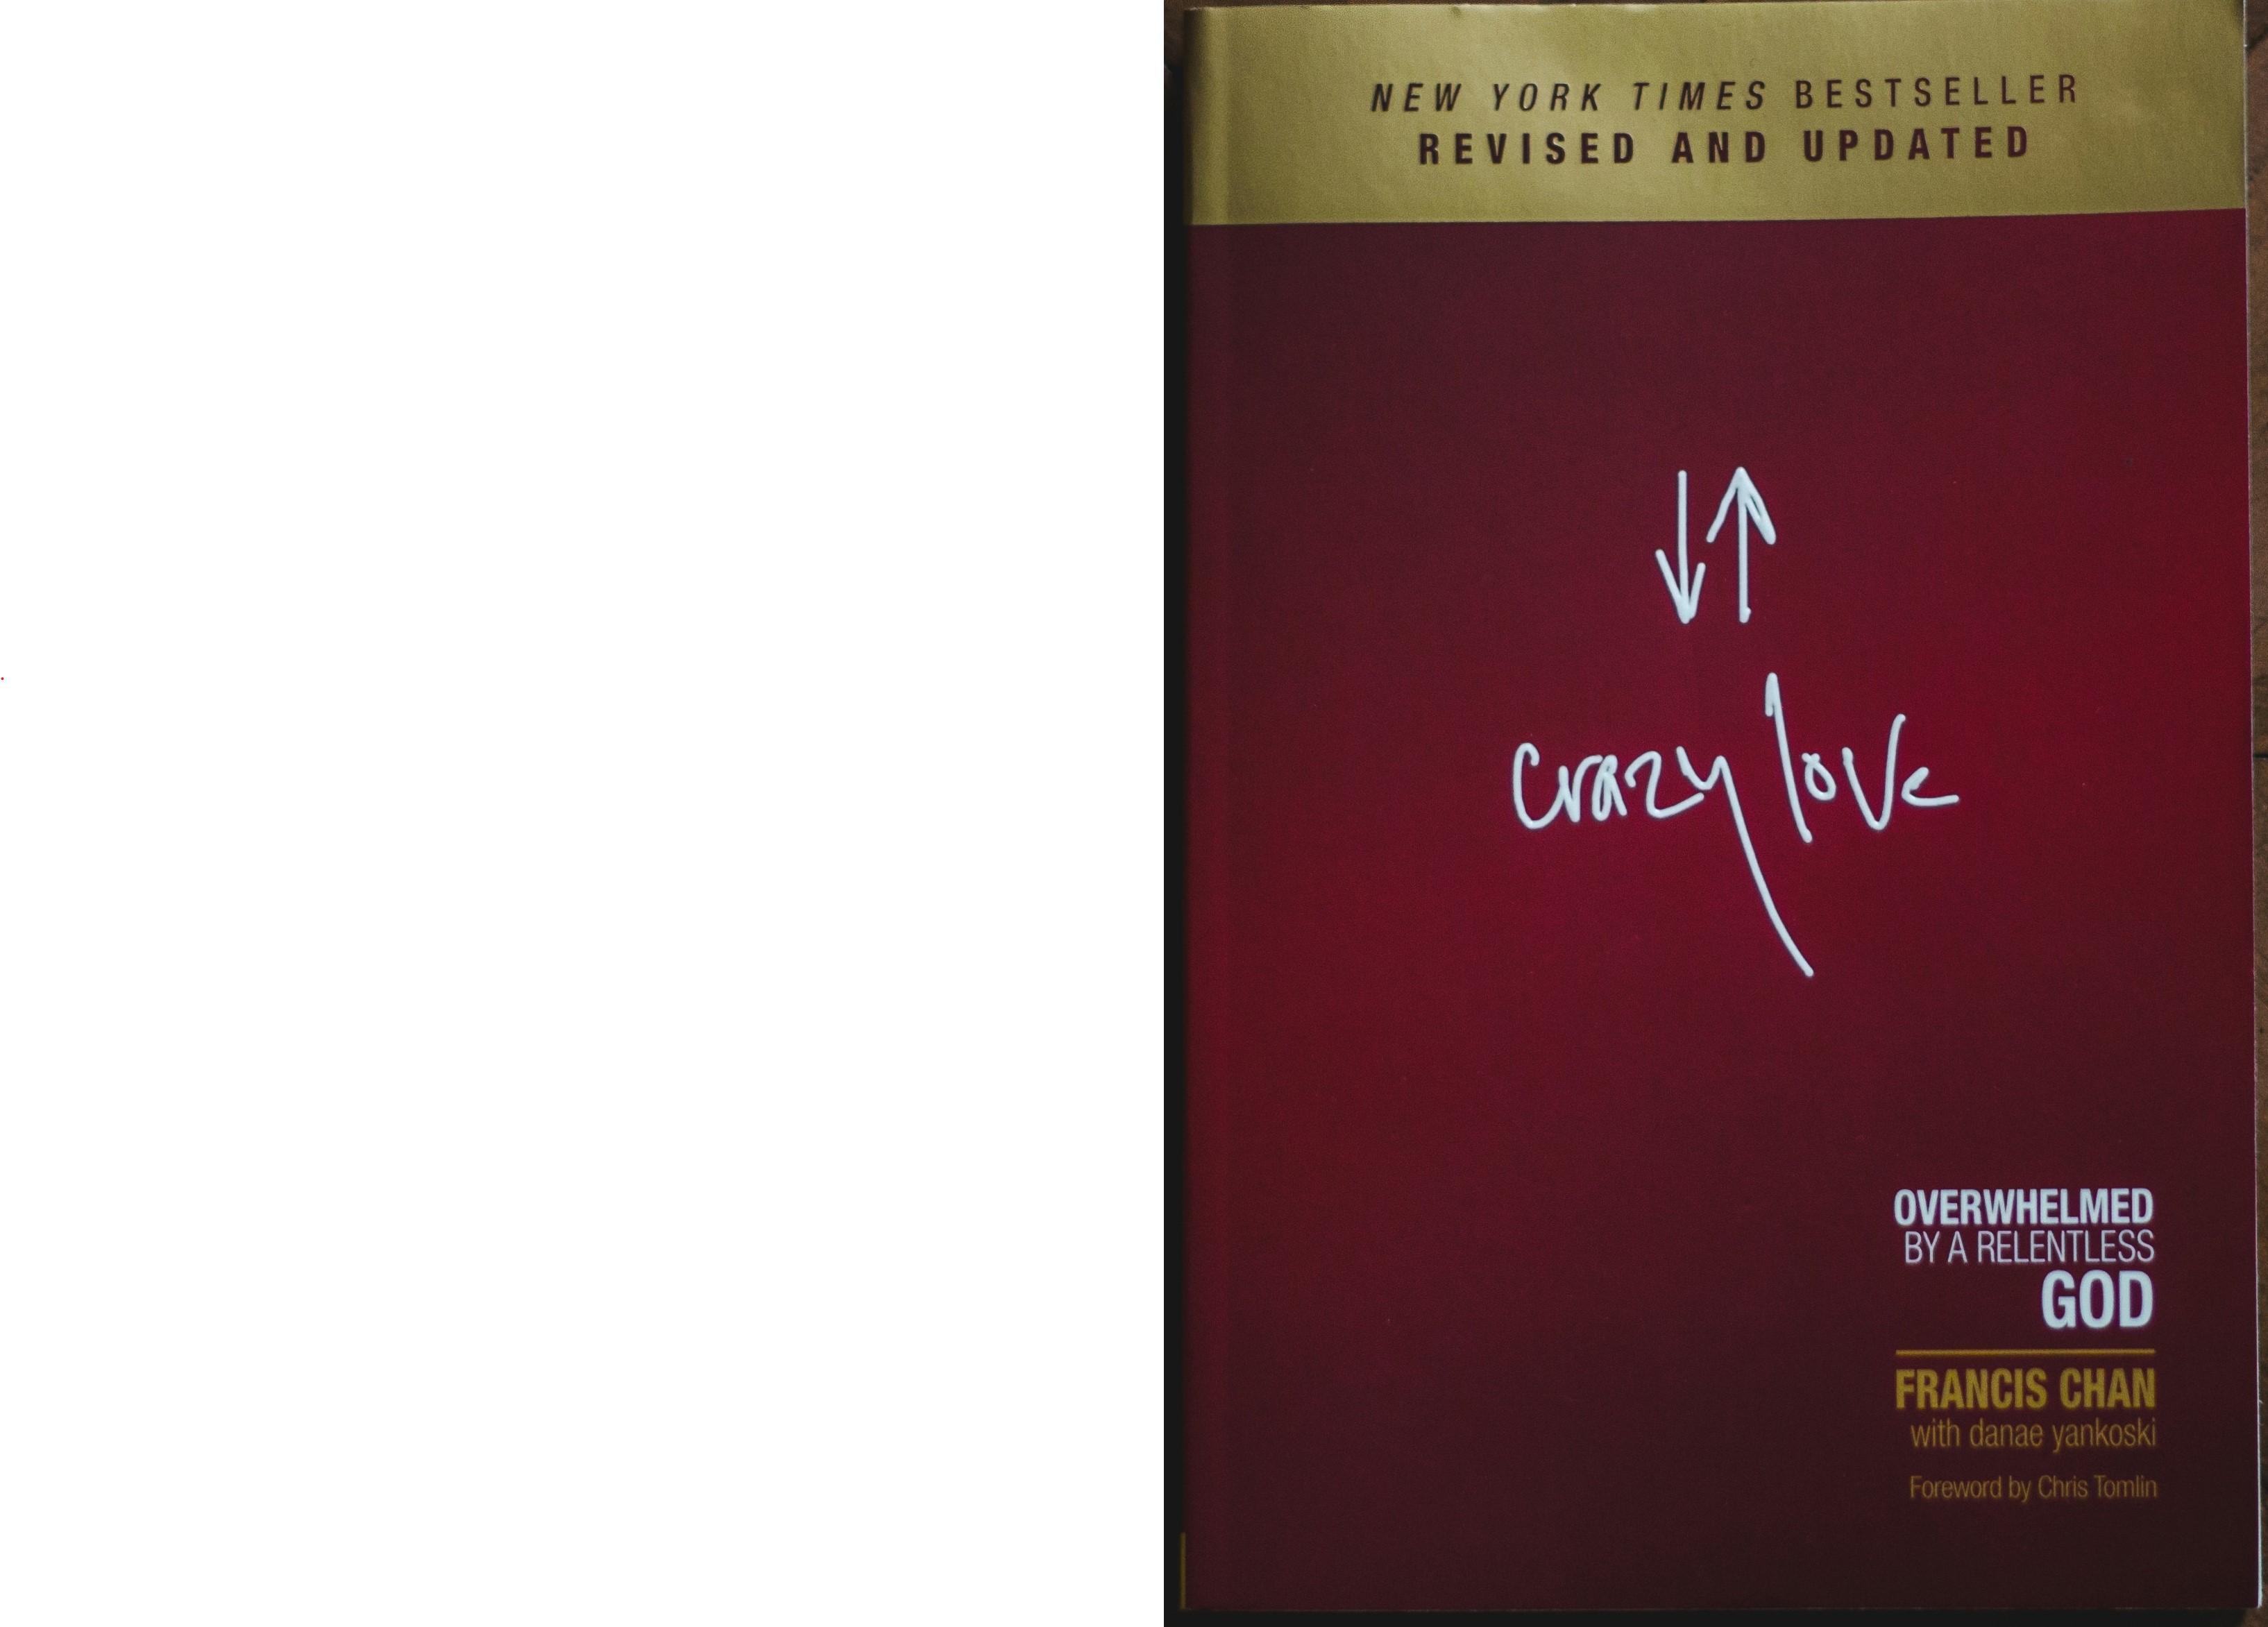 NEW YORK TIMES BESTSELLER
REVISED AND UPDATED
crazy love
OVERWHELMED
BY A RELENTLESS
GOD
FRANCIS CHAN
with danae yankoski
Foreword by Chris Tomlin